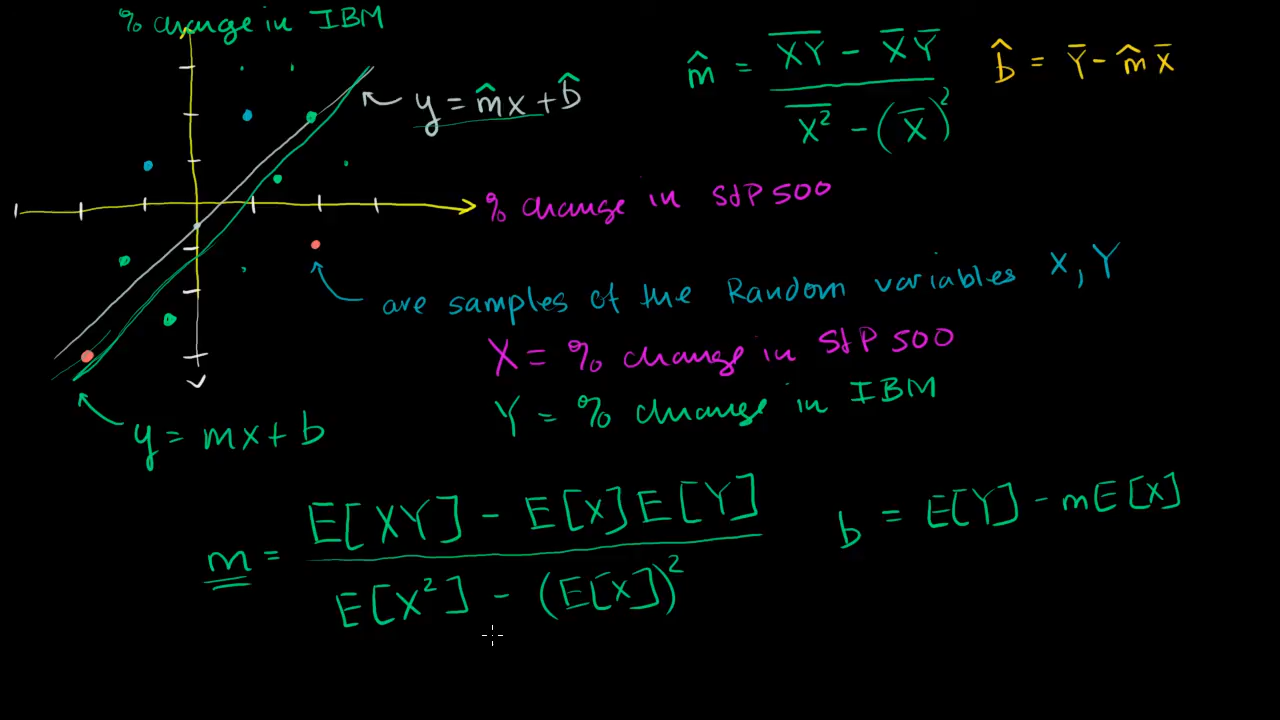 % change in IBM
m̂ = (X̅Y̅ - X̅ Y̅) / (X̅²̅ - (X̅)²)
b̂ = Y̅ - m̂ X̅
y = m̂x + b̂
% change in S&P 500
are samples of the Random variables X, Y
X = % change in S&P 500
Y = % change in IBM
y = mx + b
m = (E[XY] - E[X]E[Y]) / (E[X²] - (E[X])²)
b = E[Y] - mE[X]